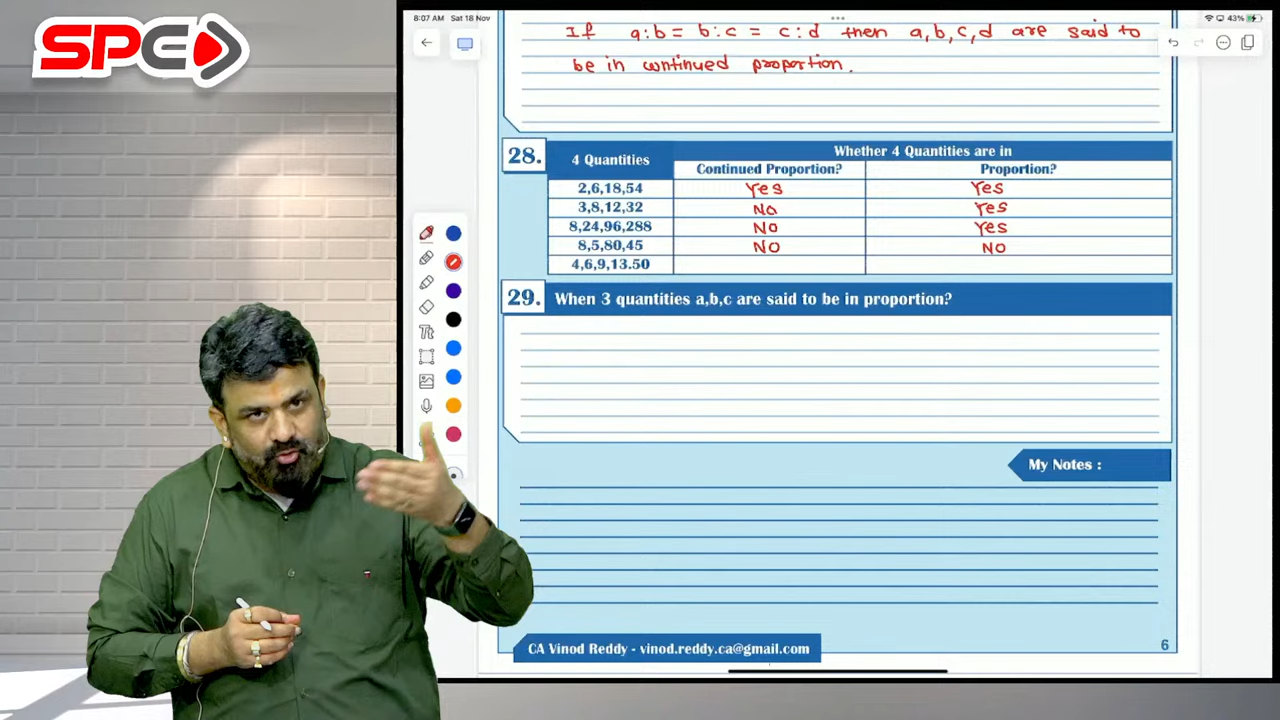 SPC
8:07 AM Sat 18 Nov
43%
If a:b = b:c = c:d then a,b,c,d are said to
be in continued proportion.
28.
4 Quantities
Whether 4 Quantities are in
Continued Proportion? Proportion?
2,6,18,54 Yes Yes
3,8,12,32 No Yes
8,24,96,288 No Yes
8,5,80,45 No No
4,6,9,13.50
29. When 3 quantities a,b,c are said to be in proportion?
Tt
My Notes :
CA Vinod Reddy - vinod.reddy.ca@gmail.com
6